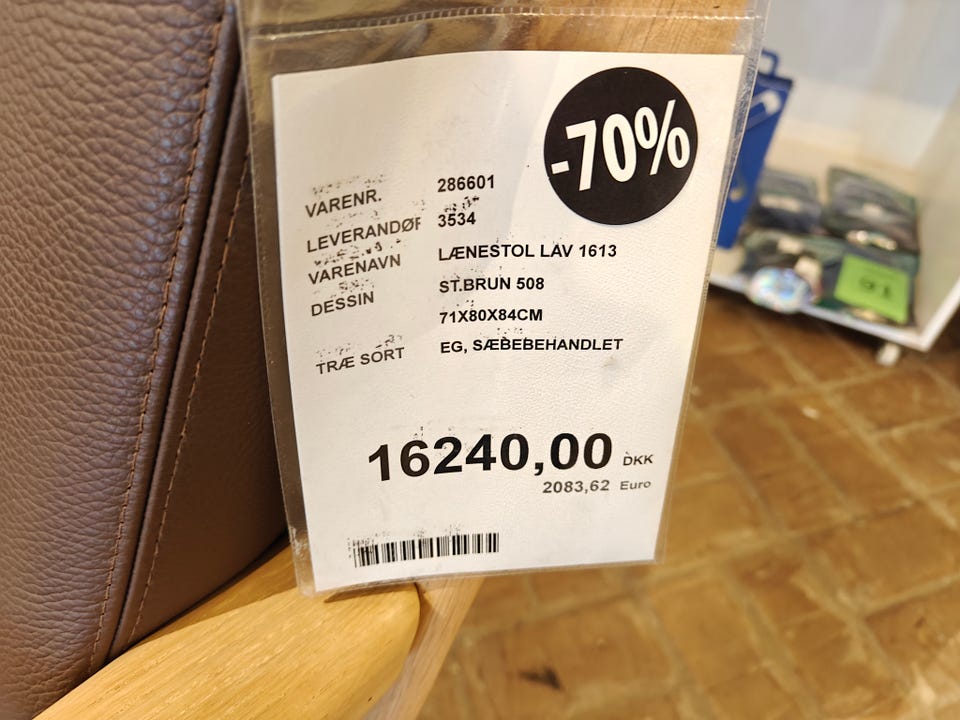 -70%
VARENR. 286601
LEVERANDØR 3534
VARENAVN LÆNESTOL LAV 1613
DESSIN ST.BRUN 508
71X80X84CM
TRÆ SORT EG, SÆBEBEHANDLET
16240,00 DKK
2083,62 Euro